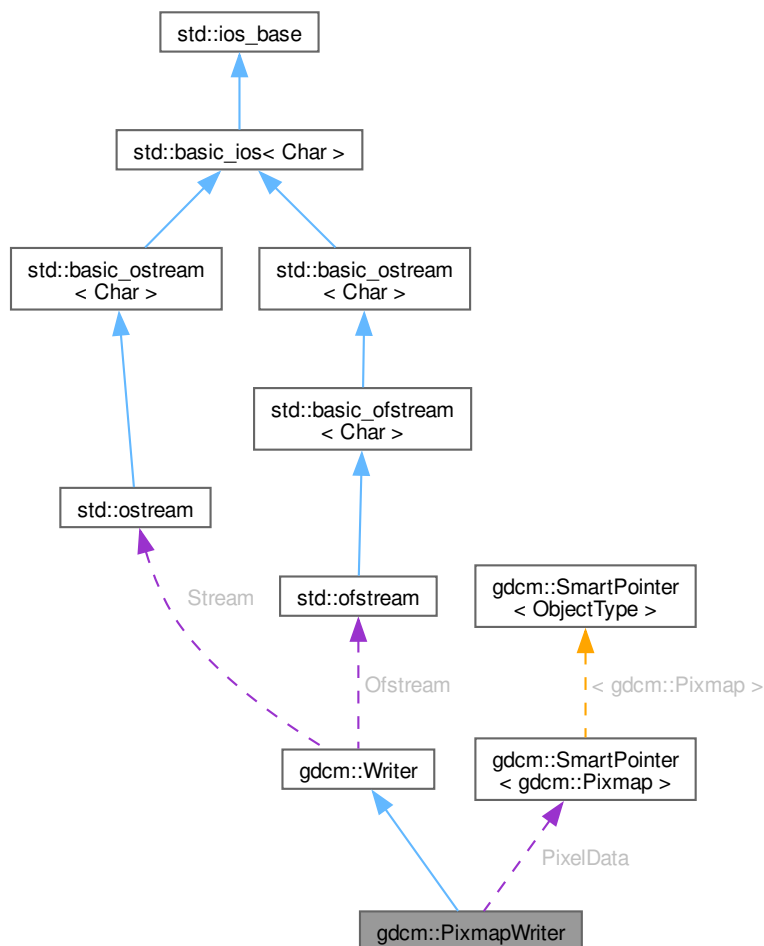 std::ios_base
std::basic_ios< Char >
std::basic_ostream
< Char >
std::basic_ostream
< Char >
std::basic_ofstream
< Char >
std::ostream
std::ofstream
gdcm::SmartPointer
< ObjectType >
Stream
Ofstream
< gdcm::Pixmap >
gdcm::Writer
gdcm::SmartPointer
< gdcm::Pixmap >
PixelData
gdcm::PixmapWriter